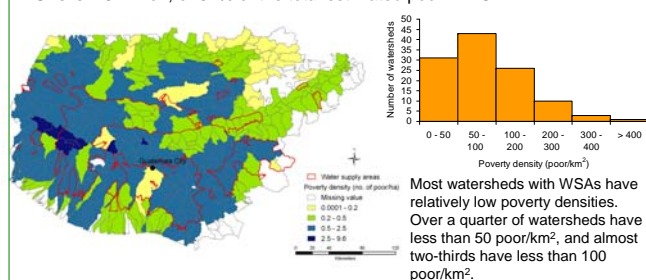 Guatemala City
Water supply areas
Poverty density (no. of poor/ha)
Missing value
0.0001 - 0.2
0.2 - 0.5
0.5 - 2.5
2.5 - 9.6
Kilometers
50
45
40
35
30
25
20
15
10
5
0
Number of watersheds
0 - 50
50 - 100
100 - 200
200 - 300
300 - 400
> 400
Poverty density (poor/km²)
Most watersheds with WSAs have
relatively low poverty densities.
Over a quarter of watersheds have
less than 50 poor/km², and almost
two-thirds have less than 100
poor/km².